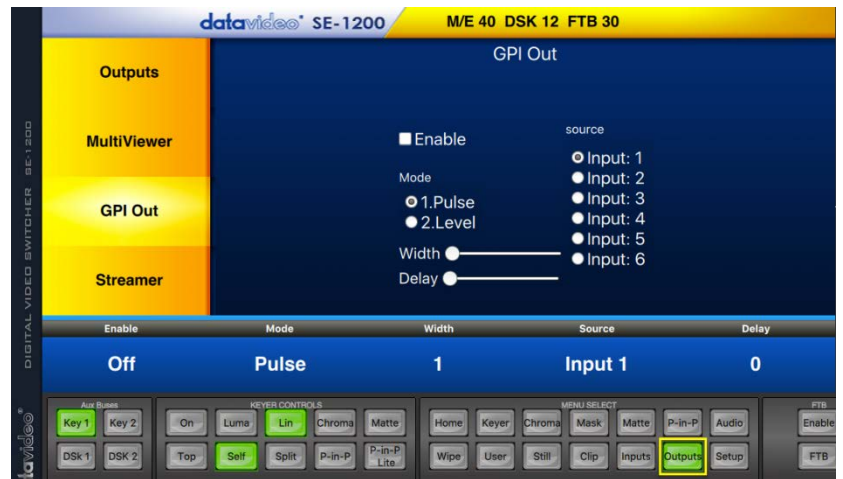 datavideo® SE-1200
M/E 40 DSK 12 FTB 30
DIGITAL VIDEO SWITCHER SE-1200
datavideo®
Outputs
MultiViewer
GPI Out
Streamer
GPI Out
Enable
Mode
1.Pulse
2.Level
Width
Delay
source
Input: 1
Input: 2
Input: 3
Input: 4
Input: 5
Input: 6
Enable Mode Width Source Delay
Off Pulse 1 Input 1 0
Aux Buses
Key 1 Key 2
DSk 1 DSK 2
KEYER CONTROLS
On Luma Lin Chroma Matte
Top Self Split P-in-P P-in-P Lite
MENU SELECT
Home Keyer Chroma Mask Matte P-in-P Audio
Wipe User Still Clip Inputs Outputs Setup
FTB
Enable
FTB